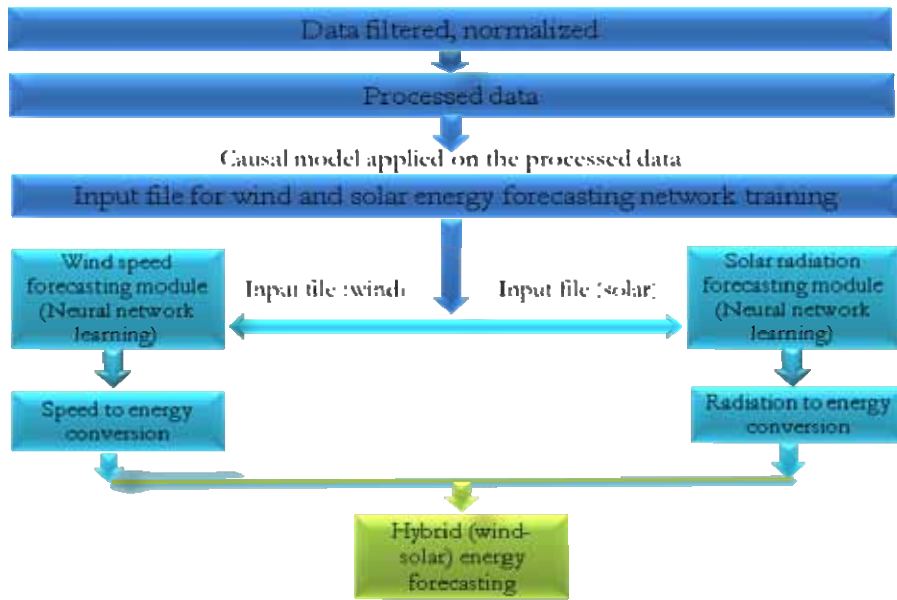 Data filtered, normalized
Processed data
Causal model applied on the processed data
Input file for wind and solar energy forecasting network training
Wind speed
forecasting module
(Neural network
learning)
Input file (wind)
Input file (solar)
Solar radiation
forecasting module
(Neural network
learning)
Speed to energy
conversion
Radiation to energy
conversion
Hybrid (wind-
solar) energy
forecasting